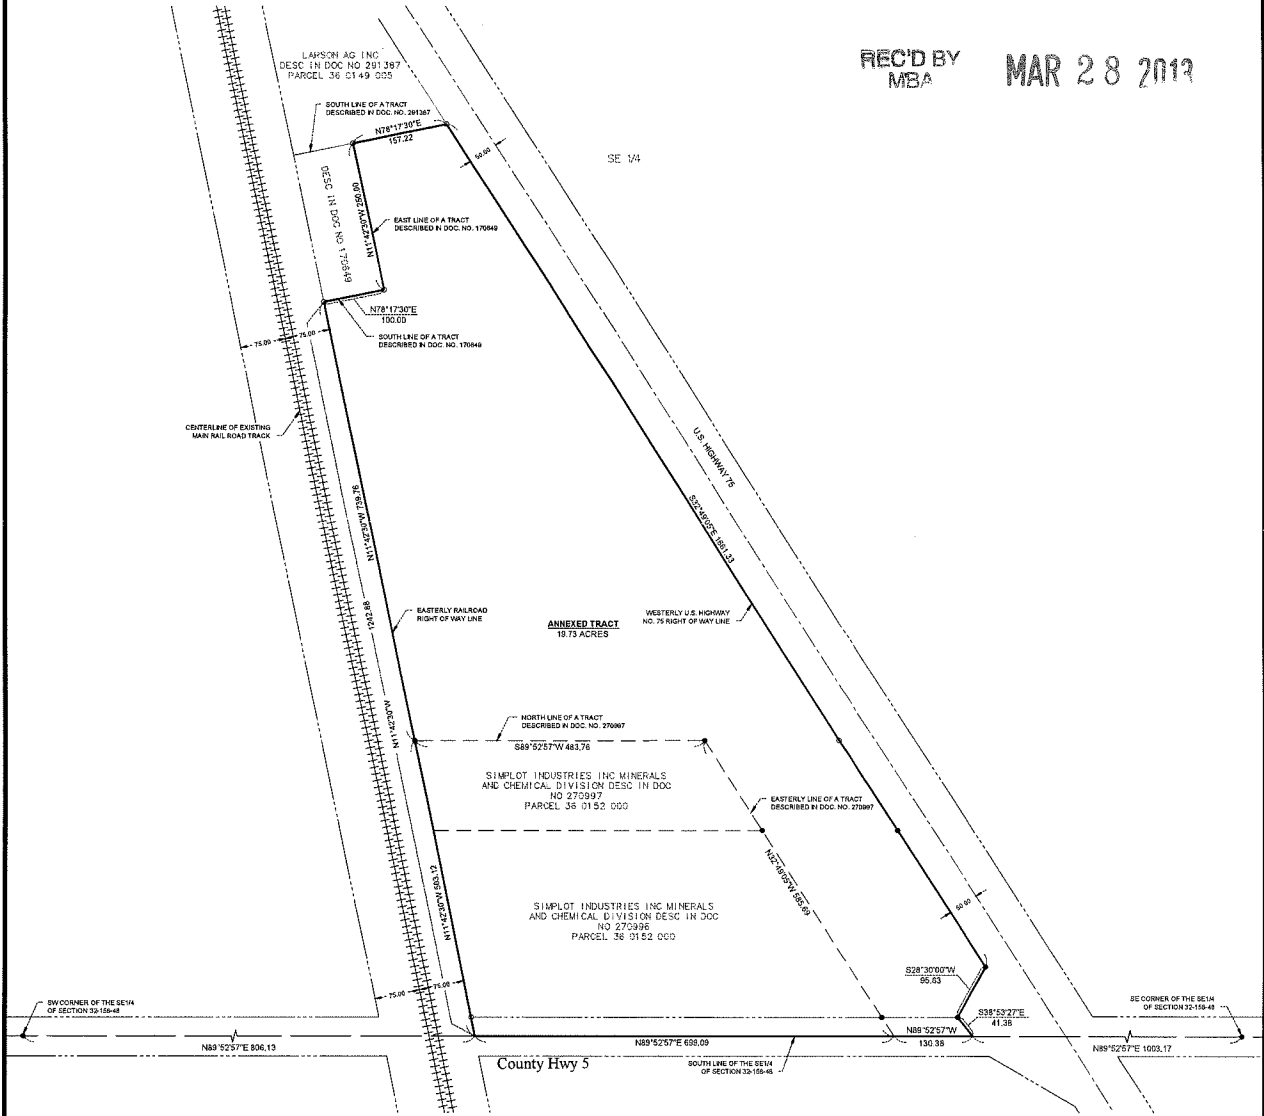 LARSON AG INC
DESC IN DOC NO 291387
PARCEL 36 0149 005
REC'D BY
MBA
MAR 28 2013
SOUTH LINE OF A TRACT
DESCRIBED IN DOC. NO. 291387
N78°17'30"E
157.22
50.00
SE 1/4
DESC IN DOC NO 170649
N11°42'30"W 250.00
EAST LINE OF A TRACT
DESCRIBED IN DOC. NO. 170649
N78°17'30"E
100.00
SOUTH LINE OF A TRACT
DESCRIBED IN DOC. NO. 170649
75.00
75.00
CENTERLINE OF EXISTING
MAIN RAIL ROAD TRACK
U.S. HIGHWAY 75
N11°42'30"W 739.76
S32°49'05"E 1661.33
1242.88
N11°42'30"W
EASTERLY RAILROAD
RIGHT OF WAY LINE
WESTERLY U.S. HIGHWAY
NO. 75 RIGHT OF WAY LINE
ANNEXED TRACT
19.73 ACRES
NORTH LINE OF A TRACT
DESCRIBED IN DOC. NO. 270997
S89°52'57"W 483.76
SIMPLOT INDUSTRIES INC MINERALS
AND CHEMICAL DIVISION DESC IN DOC
NO 270997
PARCEL 36 0152 000
EASTERLY LINE OF A TRACT
DESCRIBED IN DOC. NO. 270997
N32°49'05"W 585.69
N11°42'30"W 503.12
SIMPLOT INDUSTRIES INC MINERALS
AND CHEMICAL DIVISION DESC IN DOC
NO 270996
PARCEL 36 0152 000
50.00
S28°30'00"W
95.83
75.00
75.00
SW CORNER OF THE SE1/4
OF SECTION 32-156-48
S38°53'27"E
41.38
SE CORNER OF THE SE1/4
OF SECTION 32-156-48
N89°52'57"E 806.13
N89°52'57"E 699.09
N89°52'57"W
130.38
N89°52'57"E 1003.17
County Hwy 5
SOUTH LINE OF THE SE1/4
OF SECTION 32-156-48